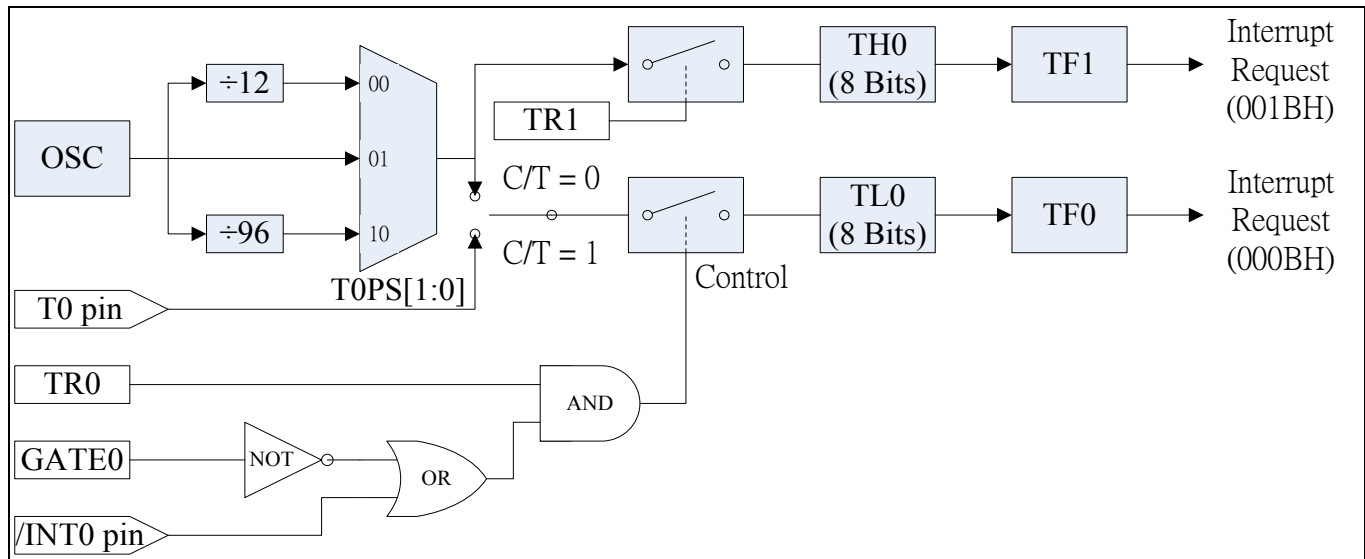 OSC
÷12
÷96
00
01
10
T0PS[1:0]
T0 pin
TR0
GATE0
/INT0 pin
NOT
OR
AND
TR1
C/T = 0
C/T = 1
Control
TH0
(8 Bits)
TF1
Interrupt
Request
(001BH)
TL0
(8 Bits)
TF0
Interrupt
Request
(000BH)